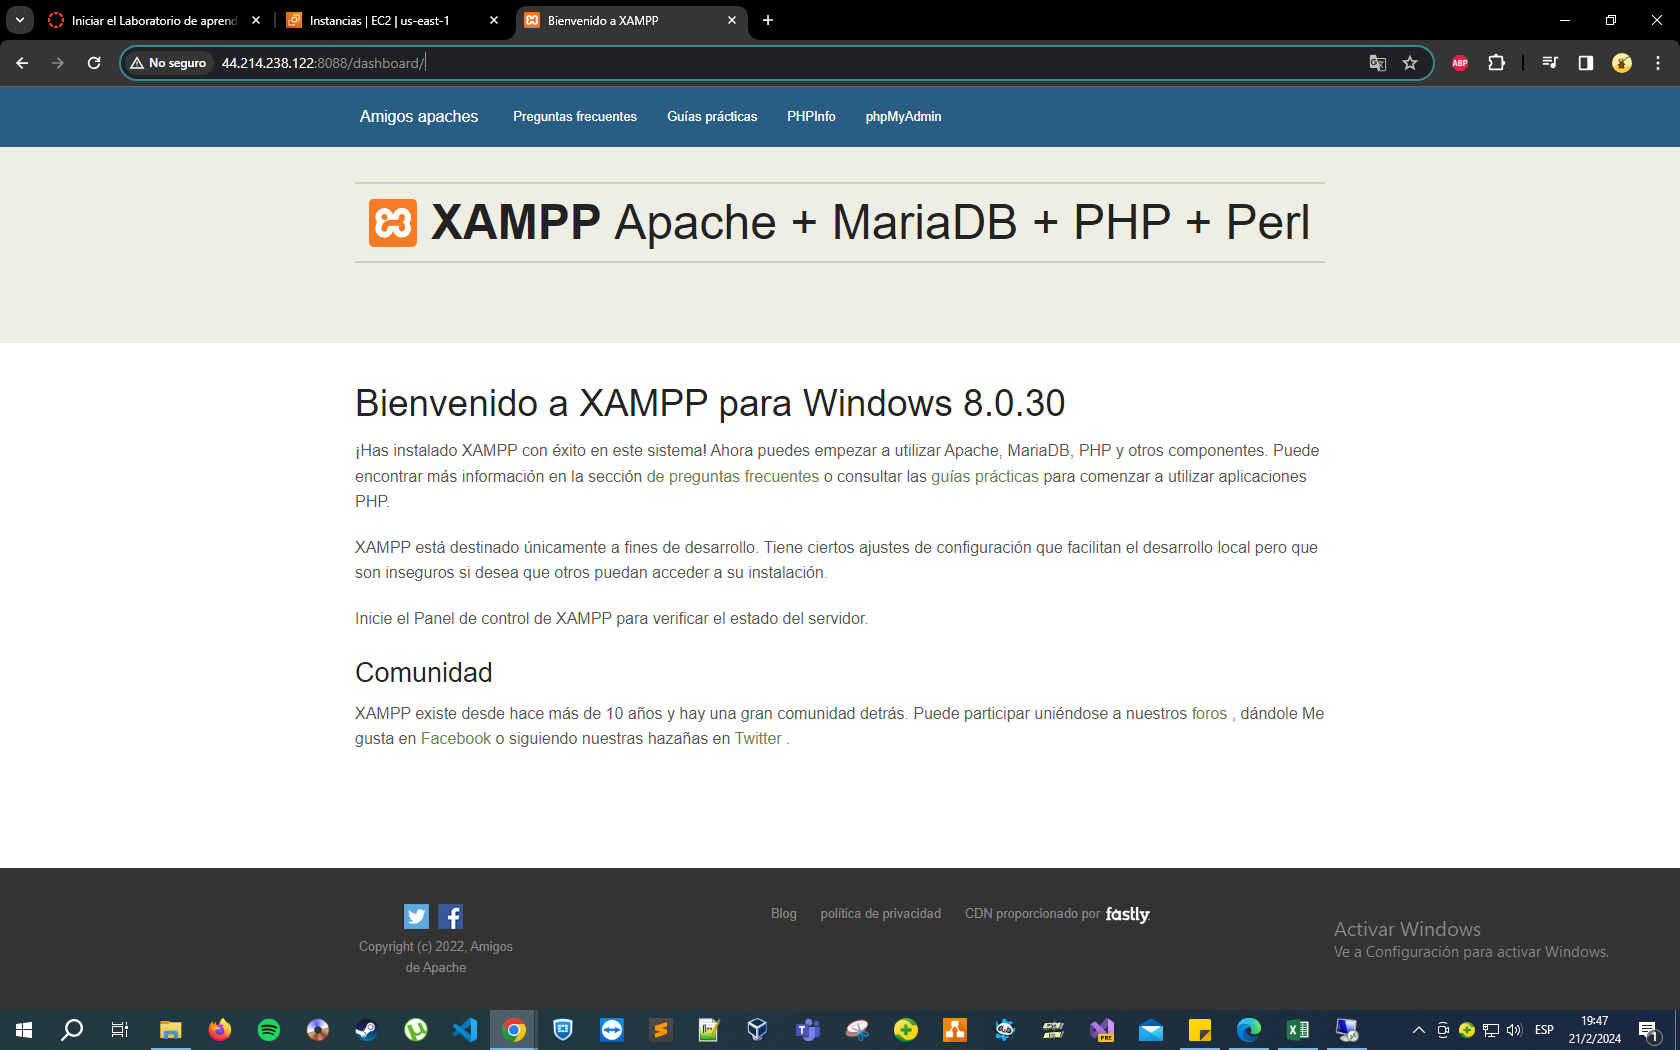 Iniciar el Laboratorio de aprend
Instancias | EC2 | us-east-1
Bienvenido a XAMPP
No seguro
44.214.238.122:8088/dashboard/
ABP
Amigos apaches
Preguntas frecuentes
Guías prácticas
PHPInfo
phpMyAdmin
XAMPP Apache + MariaDB + PHP + Perl
Bienvenido a XAMPP para Windows 8.0.30
¡Has instalado XAMPP con éxito en este sistema! Ahora puedes empezar a utilizar Apache, MariaDB, PHP y otros componentes. Puede
encontrar más información en la sección de preguntas frecuentes o consultar las guías prácticas para comenzar a utilizar aplicaciones
PHP.
XAMPP está destinado únicamente a fines de desarrollo. Tiene ciertos ajustes de configuración que facilitan el desarrollo local pero que
son inseguros si desea que otros puedan acceder a su instalación.
Inicie el Panel de control de XAMPP para verificar el estado del servidor.
Comunidad
XAMPP existe desde hace más de 10 años y hay una gran comunidad detrás. Puede participar uniéndose a nuestros foros , dándole Me
gusta en Facebook o siguiendo nuestras hazañas en Twitter .
Blog
política de privacidad
CDN proporcionado por fastly
Copyright (c) 2022, Amigos
de Apache
Activar Windows
Ve a Configuración para activar Windows.
PRE
ESP
19:47
21/2/2024
1